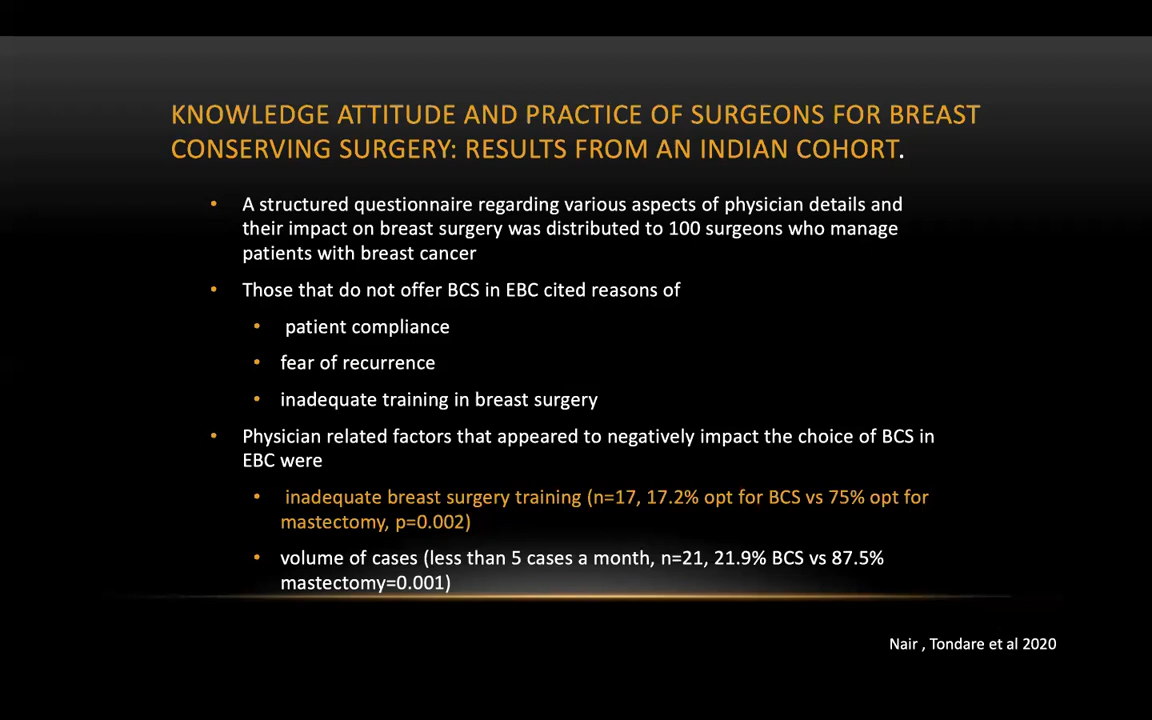 KNOWLEDGE ATTITUDE AND PRACTICE OF SURGEONS FOR BREAST
CONSERVING SURGERY: RESULTS FROM AN INDIAN COHORT.
• A structured questionnaire regarding various aspects of physician details and
their impact on breast surgery was distributed to 100 surgeons who manage
patients with breast cancer
• Those that do not offer BCS in EBC cited reasons of
• patient compliance
• fear of recurrence
• inadequate training in breast surgery
• Physician related factors that appeared to negatively impact the choice of BCS in
EBC were
• inadequate breast surgery training (n=17, 17.2% opt for BCS vs 75% opt for
mastectomy, p=0.002)
• volume of cases (less than 5 cases a month, n=21, 21.9% BCS vs 87.5%
mastectomy=0.001)
Nair , Tondare et al 2020